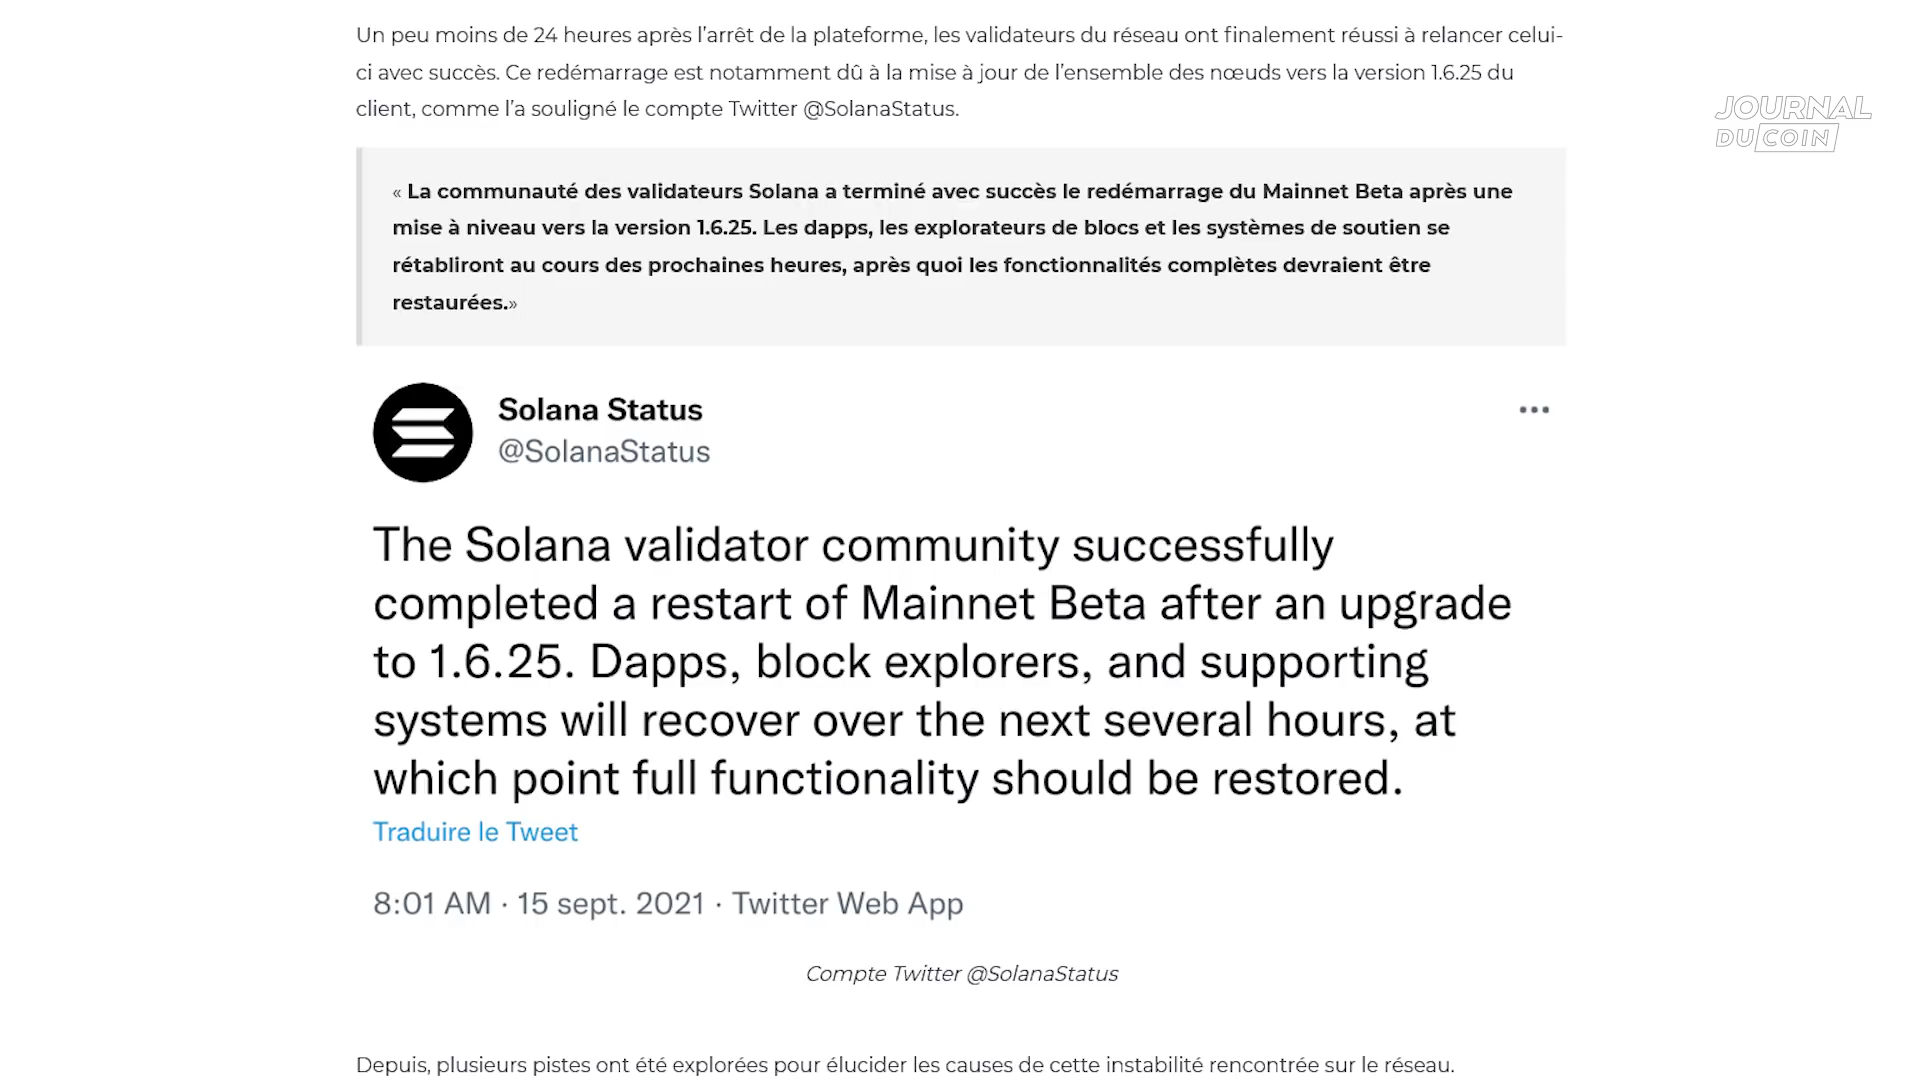 Un peu moins de 24 heures après l’arrêt de la plateforme, les validateurs du réseau ont finalement réussi à relancer celui-
ci avec succès. Ce redémarrage est notamment dû à la mise à jour de l’ensemble des nœuds vers la version 1.6.25 du
client, comme l’a souligné le compte Twitter @SolanaStatus.
JOURNAL
DU COIN
« La communauté des validateurs Solana a terminé avec succès le redémarrage du Mainnet Beta après une
mise à niveau vers la version 1.6.25. Les dapps, les explorateurs de blocs et les systèmes de soutien se
rétabliront au cours des prochaines heures, après quoi les fonctionnalités complètes devraient être
restaurées.»
Solana Status
@SolanaStatus
The Solana validator community successfully
completed a restart of Mainnet Beta after an upgrade
to 1.6.25. Dapps, block explorers, and supporting
systems will recover over the next several hours, at
which point full functionality should be restored.
Traduire le Tweet
8:01 AM · 15 sept. 2021 · Twitter Web App
Compte Twitter @SolanaStatus
Depuis, plusieurs pistes ont été explorées pour élucider les causes de cette instabilité rencontrée sur le réseau.